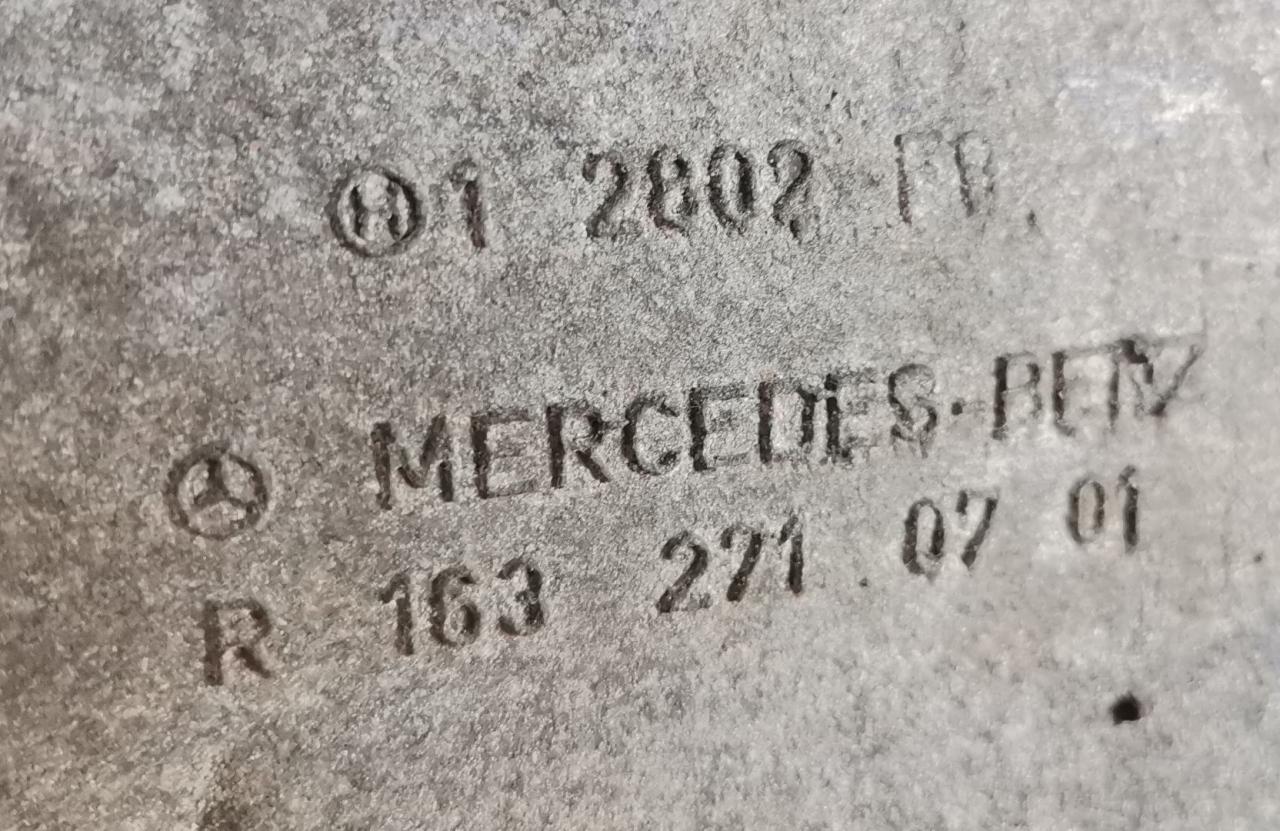 H 1 2802
MERCEDES-BENZ
R 163 271 07 01